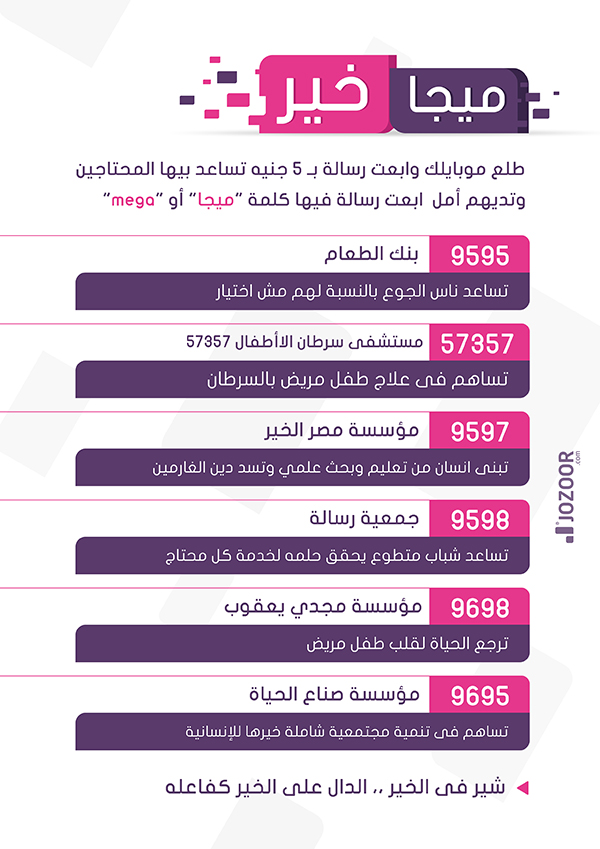 ميجا خير
طلع موبايلك وابعت رسالة بـ 5 جنيه تساعد بيها المحتاجين
وتديهم أمل ابعت رسالة فيها كلمة "ميجا" أو "mega"
9595 بنك الطعام
تساعد ناس الجوع بالنسبة لهم مش اختيار
57357 مستشفى سرطان الاأطفال 57357
تساهم فى علاج طفل مريض بالسرطان
9597 مؤسسة مصر الخير
تبنى انسان من تعليم وبحث علمي وتسد دين الغارمين
9598 جمعية رسالة
تساعد شباب متطوع يحقق حلمه لخدمة كل محتاج
9698 مؤسسة مجدي يعقوب
ترجع الحياة لقلب طفل مريض
9695 مؤسسة صناع الحياة
تساهم فى تنمية مجتمعية شاملة خيرها للإنسانية
شير فى الخير ،، الدال على الخير كفاعله
JOZOOR.com